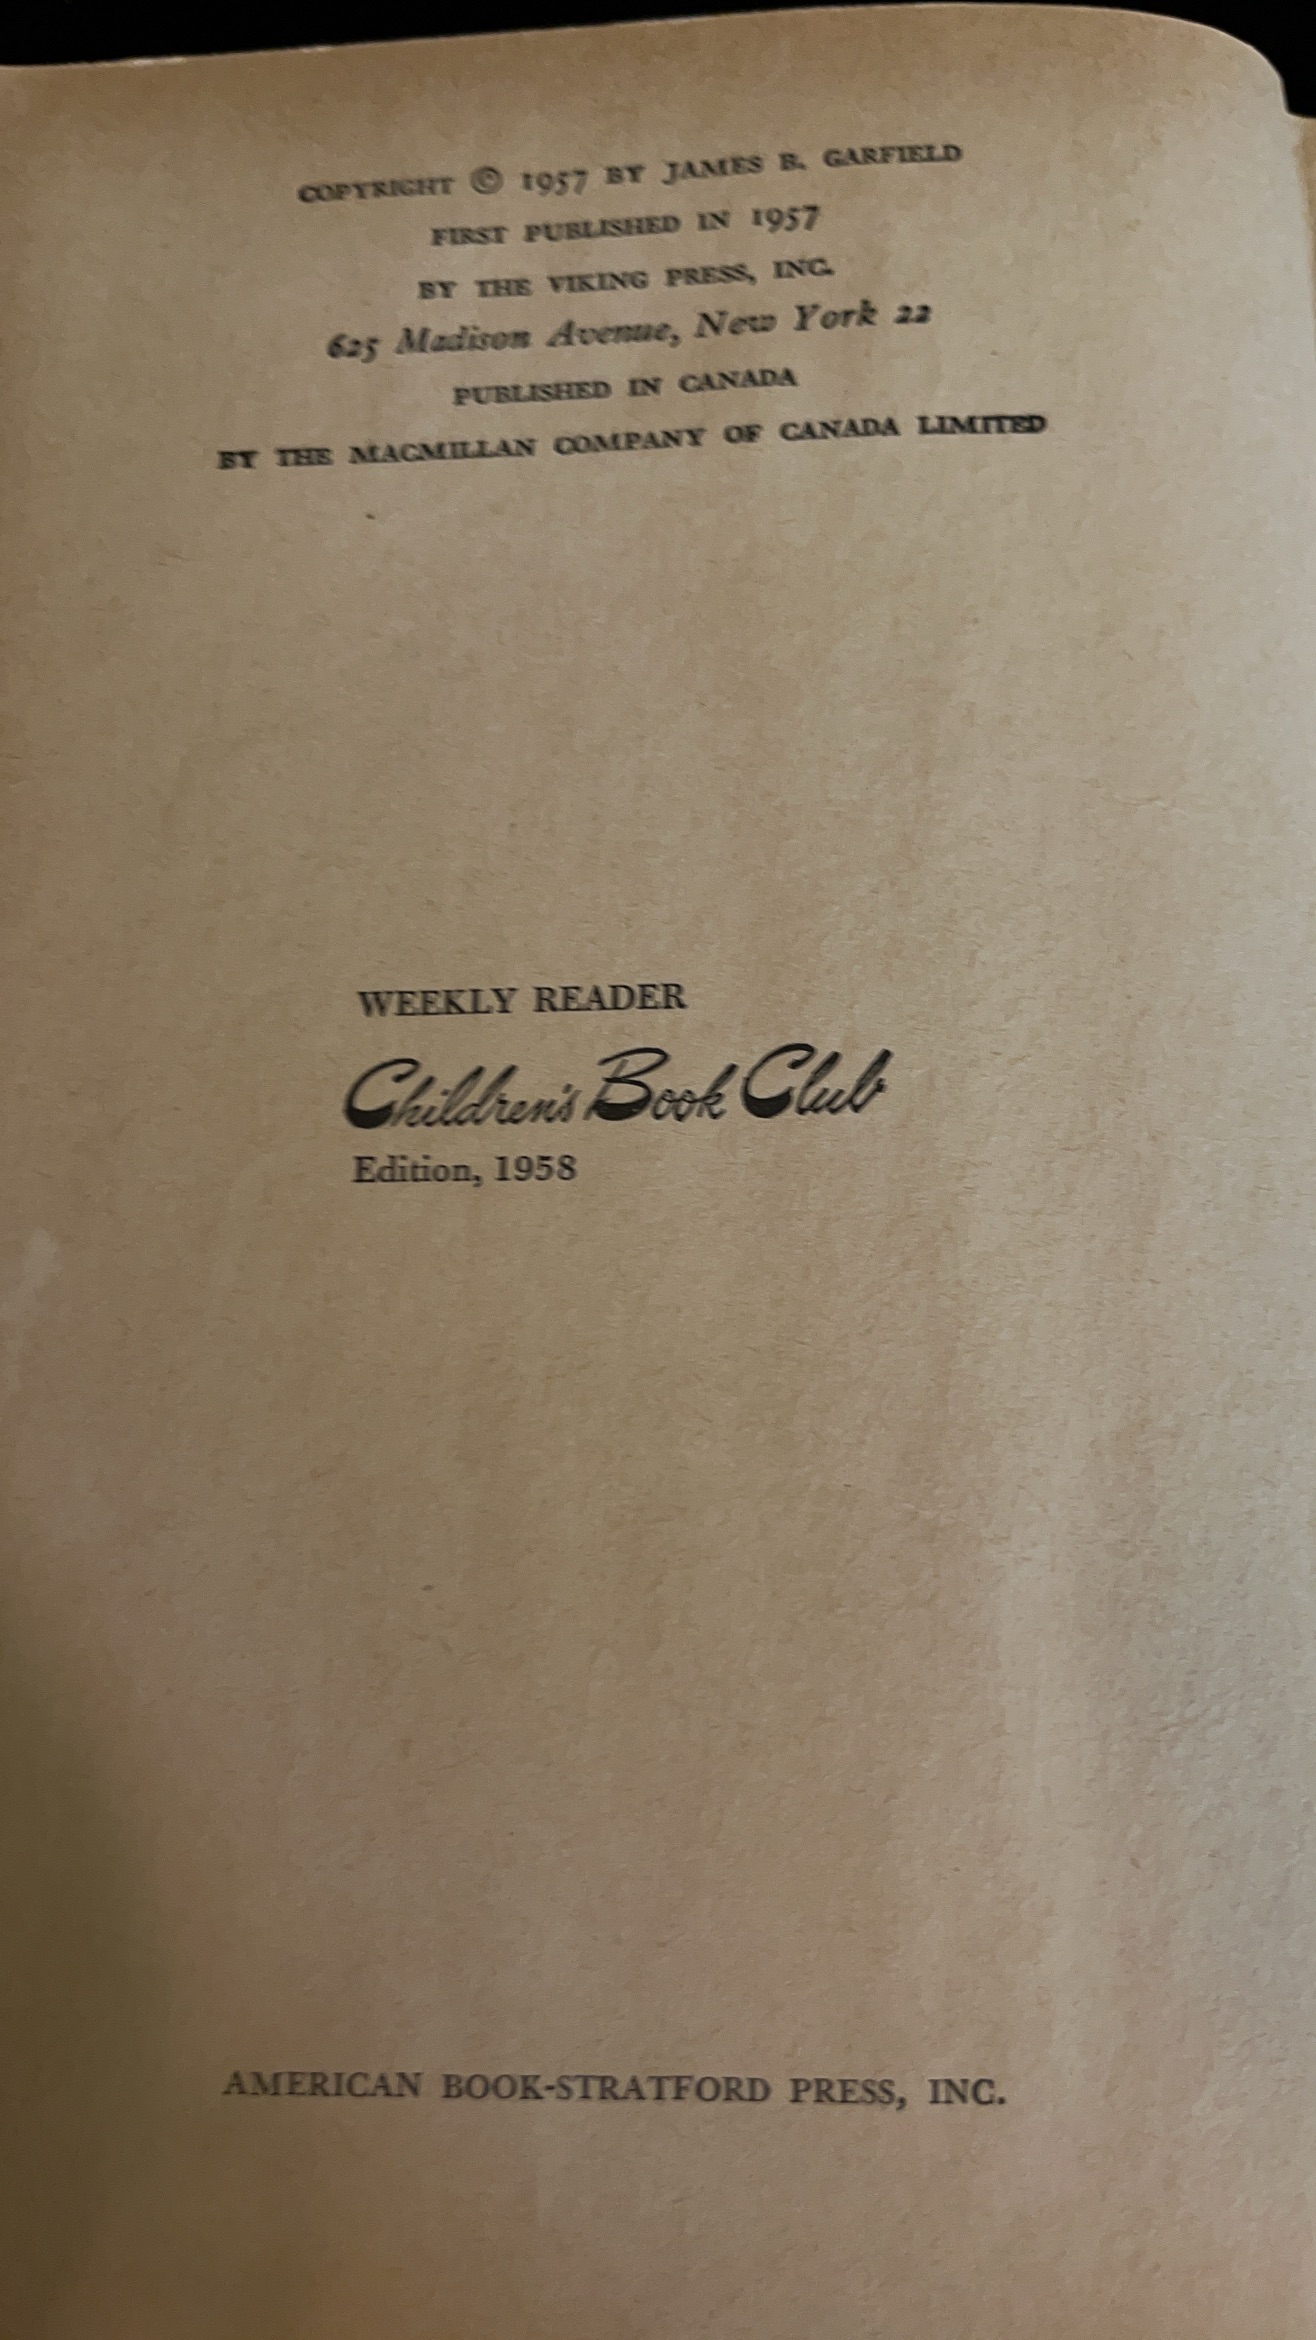 COPYRIGHT © 1957 BY JAMES B. GARFIELD
FIRST PUBLISHED IN 1957
BY THE VIKING PRESS, INC.
625 Madison Avenue, New York 22
PUBLISHED IN CANADA
BY THE MACMILLAN COMPANY OF CANADA LIMITED
WEEKLY READER
Children's Book Club
Edition, 1958
AMERICAN BOOK-STRATFORD PRESS, INC.